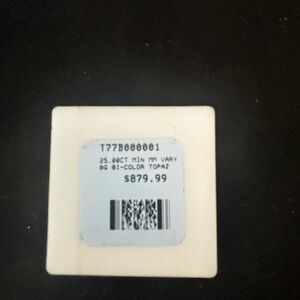 T77B000001
25.00CT MIN MM VARY
BG BI-COLOR TOPAZ
$879.99